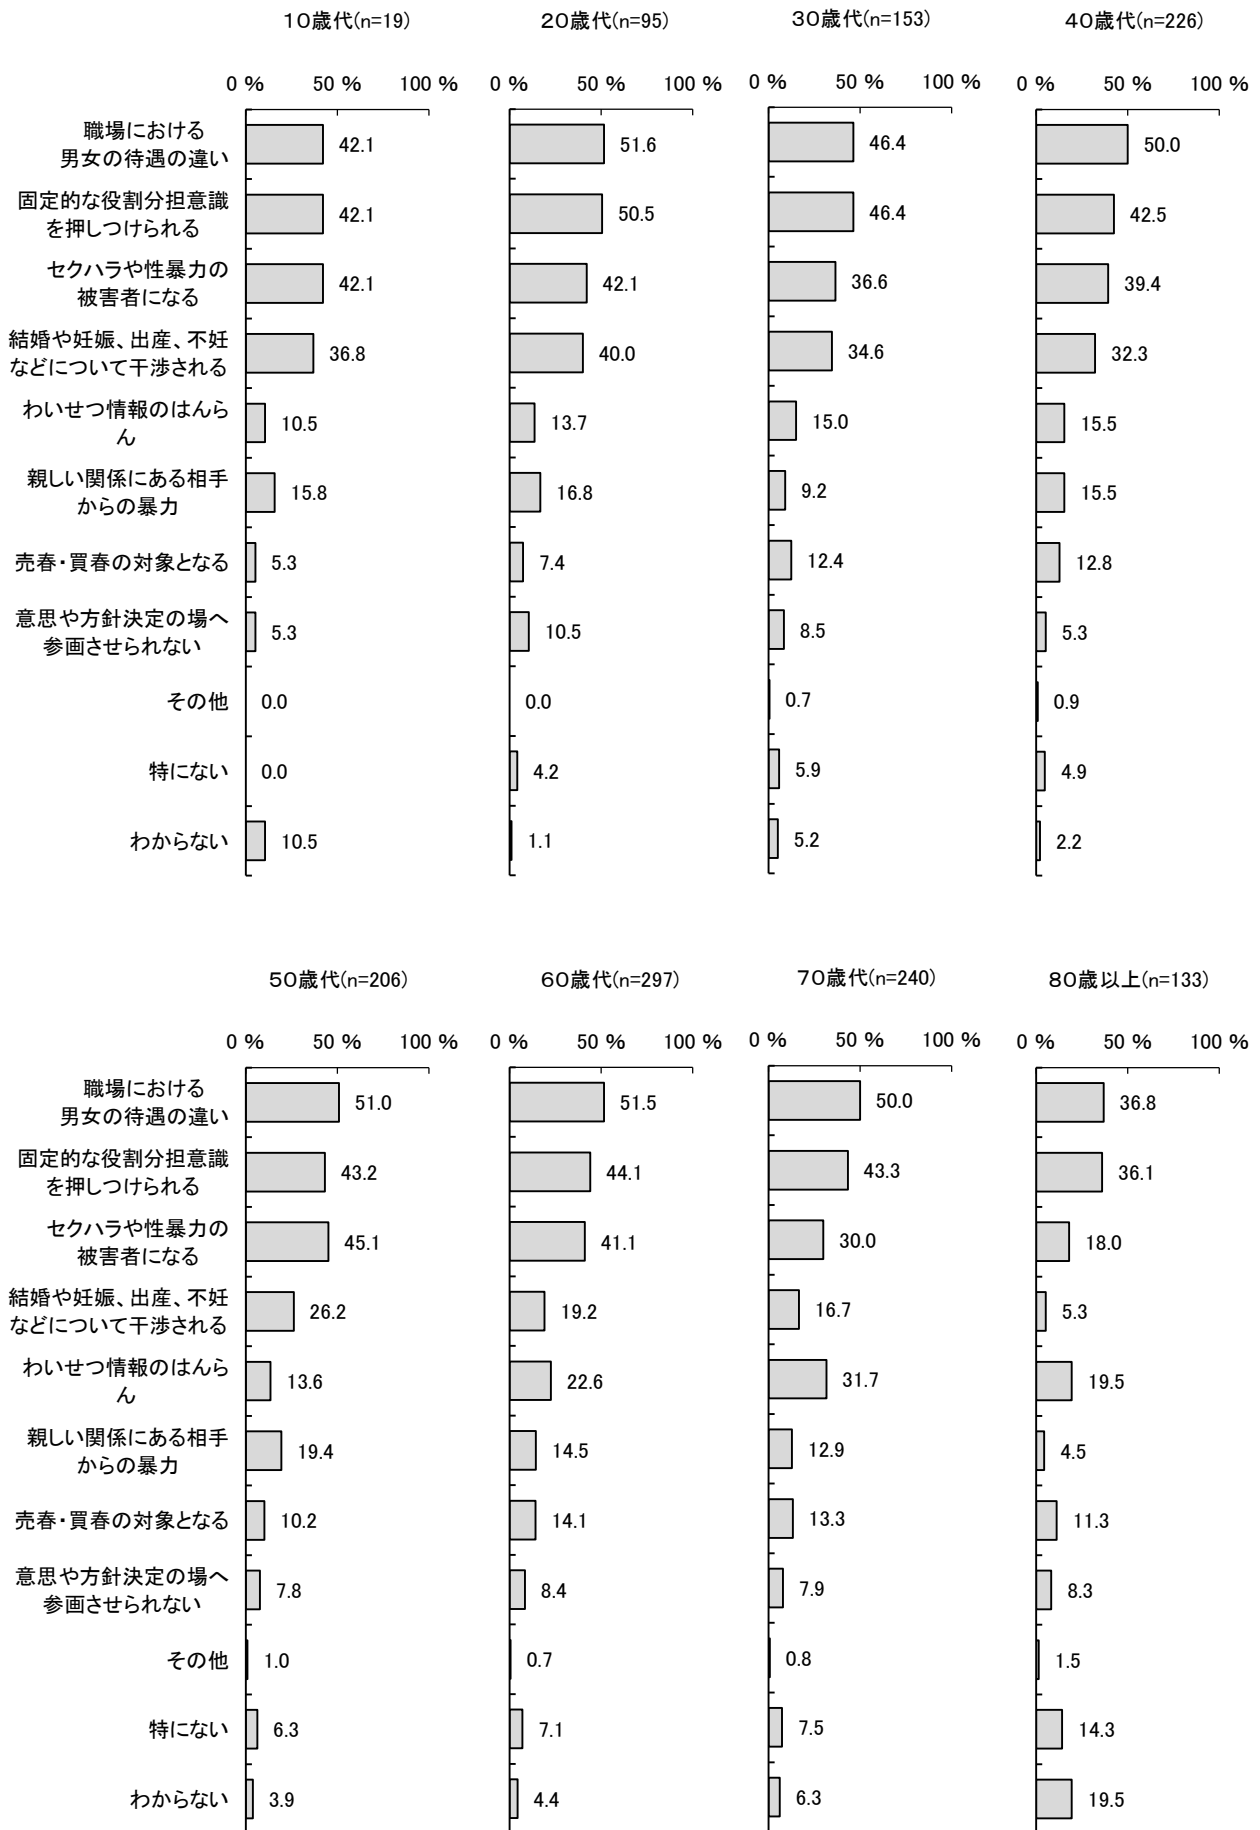 10歳代(n=19) 20歳代(n=95) 30歳代(n=153) 40歳代(n=226)
0 % 50 % 100 % 0 % 50 % 100 % 0 % 50 % 100 % 0 % 50 % 100 %
職場における
男女の待遇の違い 42.1 51.6 46.4 50.0
固定的な役割分担意識
を押しつけられる 42.1 50.5 46.4 42.5
セクハラや性暴力の
被害者になる 42.1 42.1 36.6 39.4
結婚や妊娠、出産、不妊
などについて干渉される 36.8 40.0 34.6 32.3
わいせつ情報のはんら
ん 10.5 13.7 15.0 15.5
親しい関係にある相手
からの暴力 15.8 16.8 9.2 15.5
売春・買春の対象となる 5.3 7.4 12.4 12.8
意思や方針決定の場へ
参画させられない 5.3 10.5 8.5 5.3
その他 0.0 0.0 0.7 0.9
特にない 0.0 4.2 5.9 4.9
わからない 10.5 1.1 5.2 2.2
50歳代(n=206) 60歳代(n=297) 70歳代(n=240) 80歳以上(n=133)
0 % 50 % 100 % 0 % 50 % 100 % 0 % 50 % 100 % 0 % 50 % 100 %
職場における
男女の待遇の違い 51.0 51.5 50.0 36.8
固定的な役割分担意識
を押しつけられる 43.2 44.1 43.3 36.1
セクハラや性暴力の
被害者になる 45.1 41.1 30.0 18.0
結婚や妊娠、出産、不妊
などについて干渉される 26.2 19.2 16.7 5.3
わいせつ情報のはんら
ん 13.6 22.6 31.7 19.5
親しい関係にある相手
からの暴力 19.4 14.5 12.9 4.5
売春・買春の対象となる 10.2 14.1 13.3 11.3
意思や方針決定の場へ
参画させられない 7.8 8.4 7.9 8.3
その他 1.0 0.7 0.8 1.5
特にない 6.3 7.1 7.5 14.3
わからない 3.9 4.4 6.3 19.5